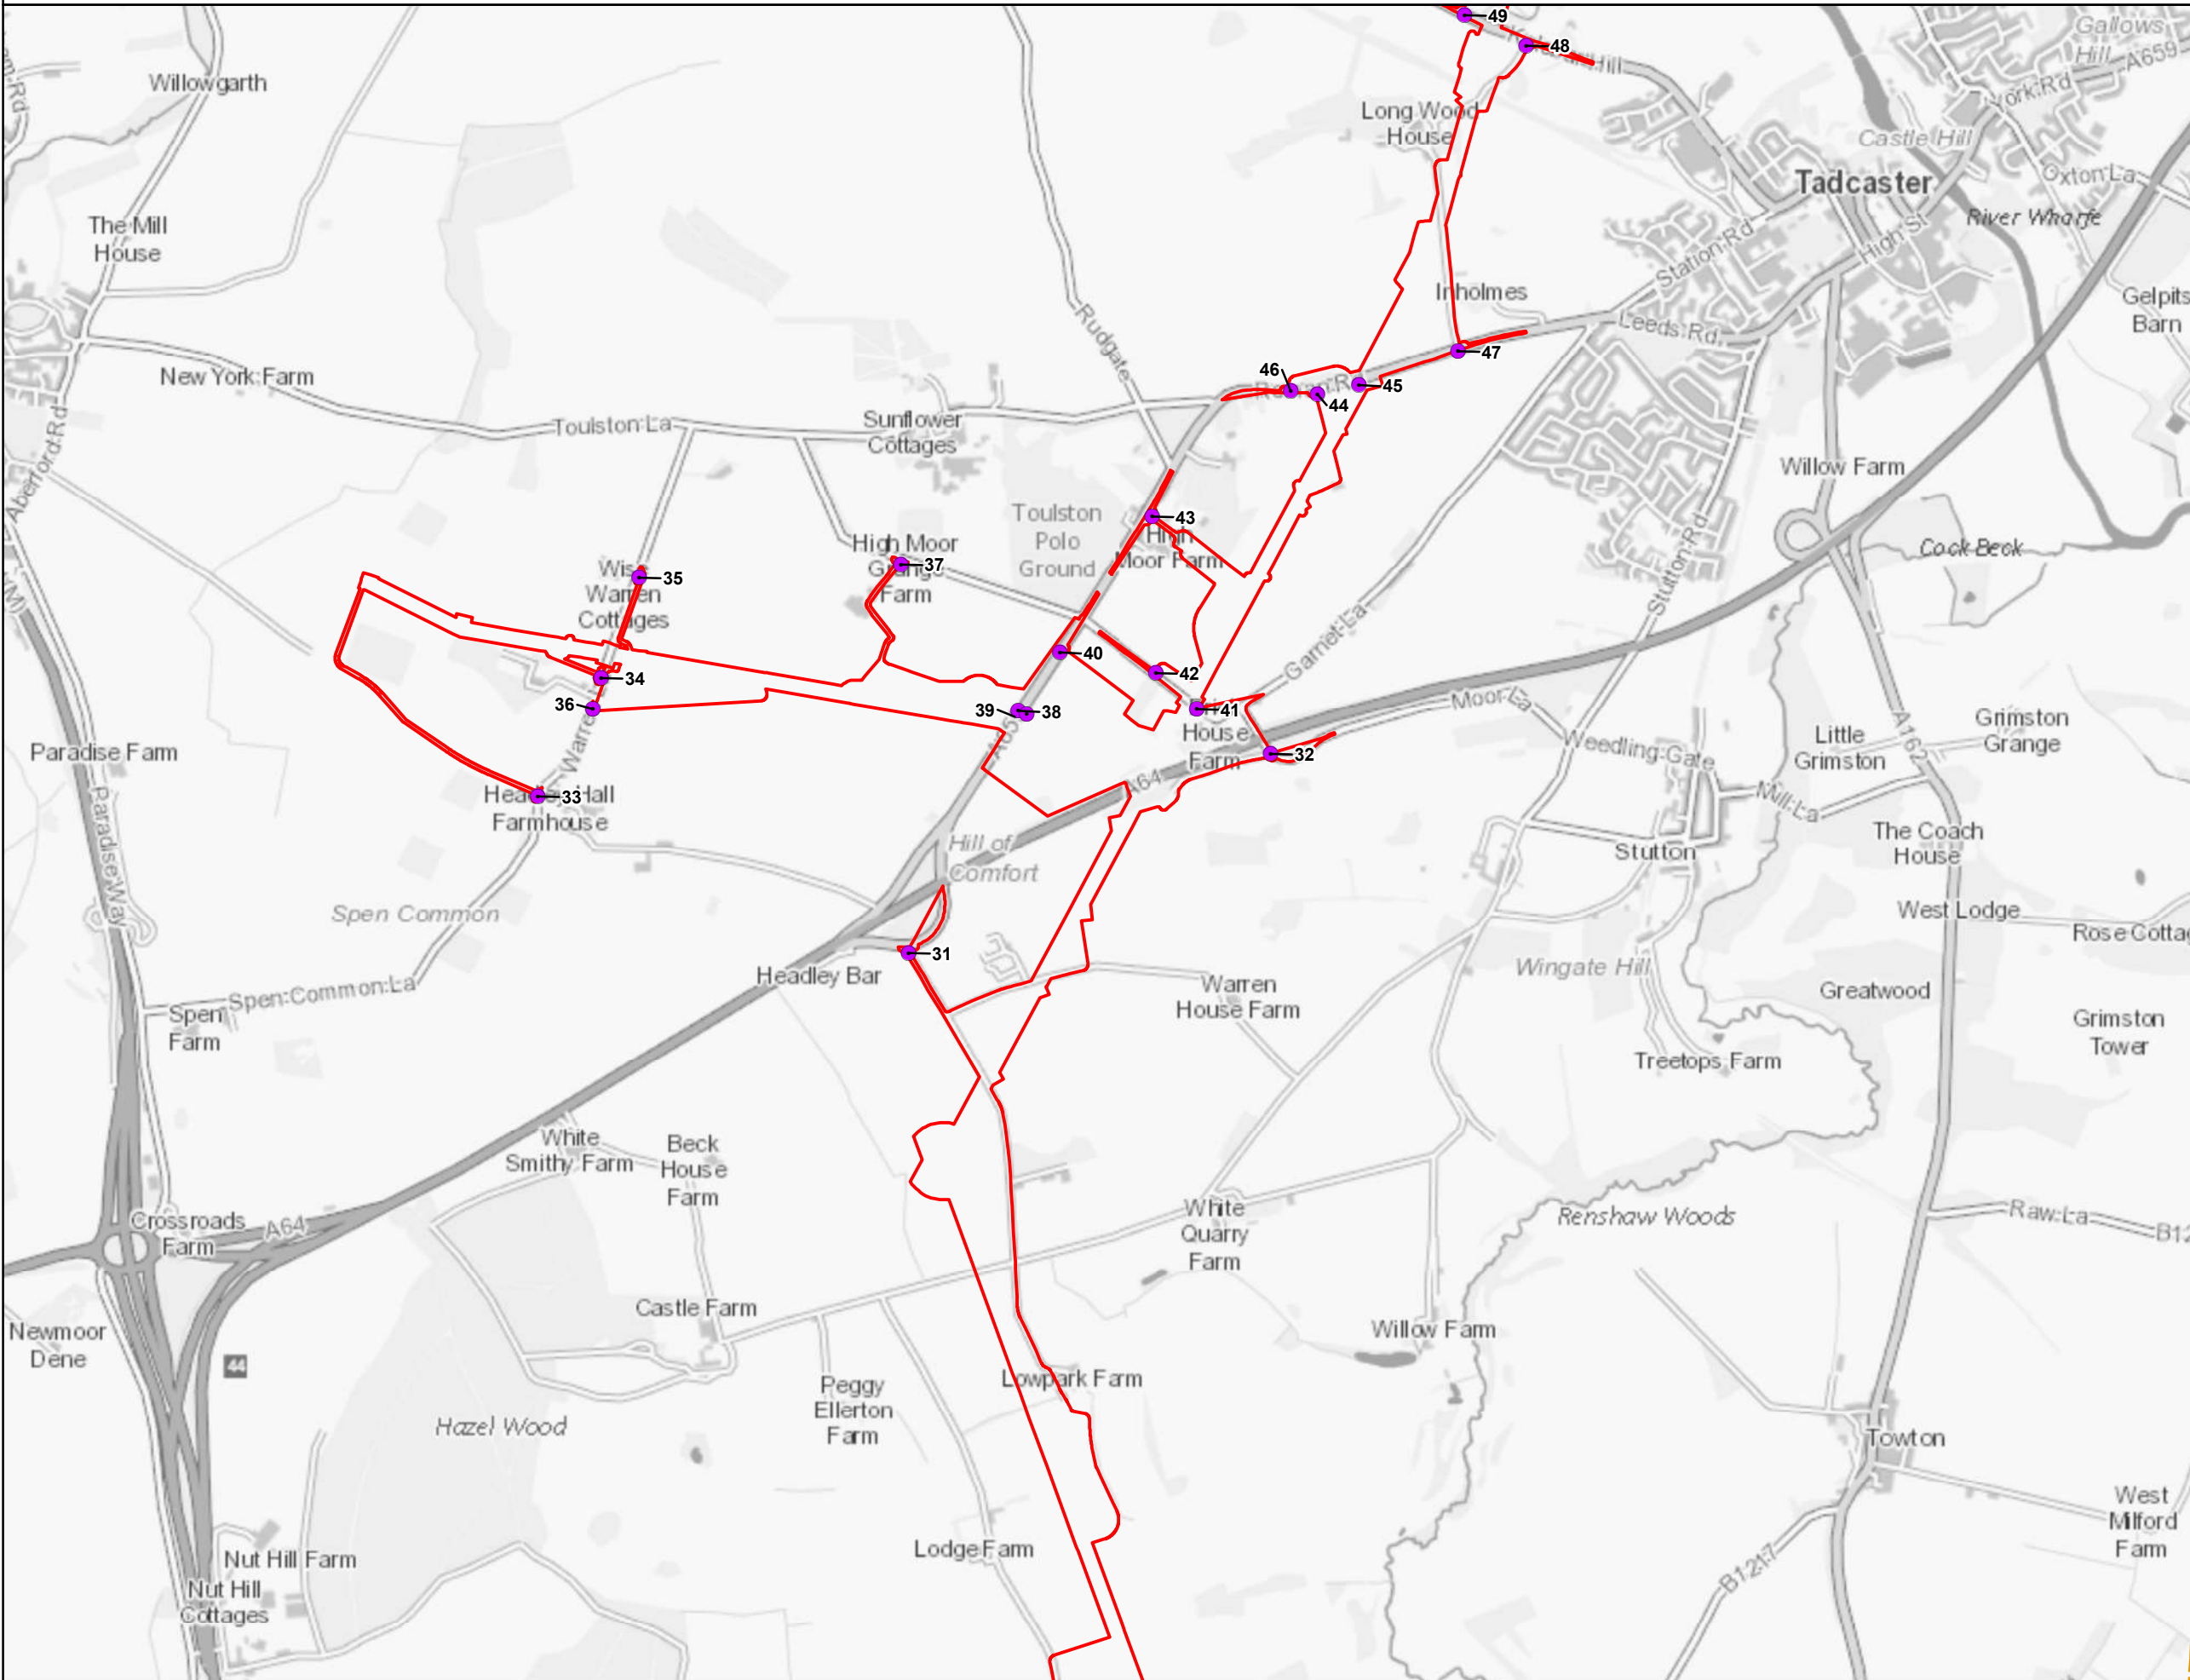 49
48
Gallows
Hill
A659
York Rd
Willowgarth
Long Wood
House
Castle Hill
Tadcaster
Oxton La
River Wharfe
High St
Station Rd
The Mill
House
Inholmes
Gelpits
Barn
Leeds Rd
Rudgate
47
46
45
44
New York Farm
Toulston La
Sunflower
Cottages
Aberford Rd
Willow Farm
Toulston
Polo
Ground
43
High
Moor Farm
High Moor
Grange
Farm
37
Cock Beck
Stutton Rd
35
Cottages
Garnet La
40
42
34
36
39
38
41
House
Farm
32
Moor La
Weedling Gate
A162
Little
Grimston
Grimston
Grange
Paradise Farm
A64
Mill La
33
Farmhouse
Paradise Way
Hill of
Comfort
Stutton
The Coach
House
Spen Common
West Lodge
31
Headley Bar
Spen Common La
Spen
Farm
Warren
House Farm
Wingate Hill
Greatwood
Grimston
Tower
Treetops Farm
White
Smithy Farm
Beck
House
Farm
Crossroads
Farm
A64
White
Quarry
Farm
Renshaw Woods
Raw La
Castle Farm
Newmoor
Dene
44
Willow Farm
Peggy
Ellerton
Farm
Lowpark Farm
Hazel Wood
Towton
West
Milford
Farm
Lodge Farm
Nut Hill Farm
Nut Hill
Cottages
B1217